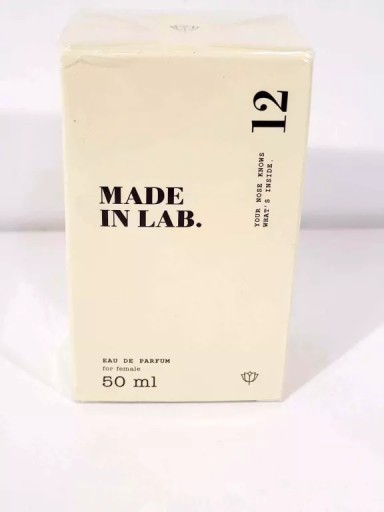 12
YOUR NOSE KNOWS
WHAT'S INSIDE.
MADE
IN LAB.
EAU DE PARFUM
for female
50 ml